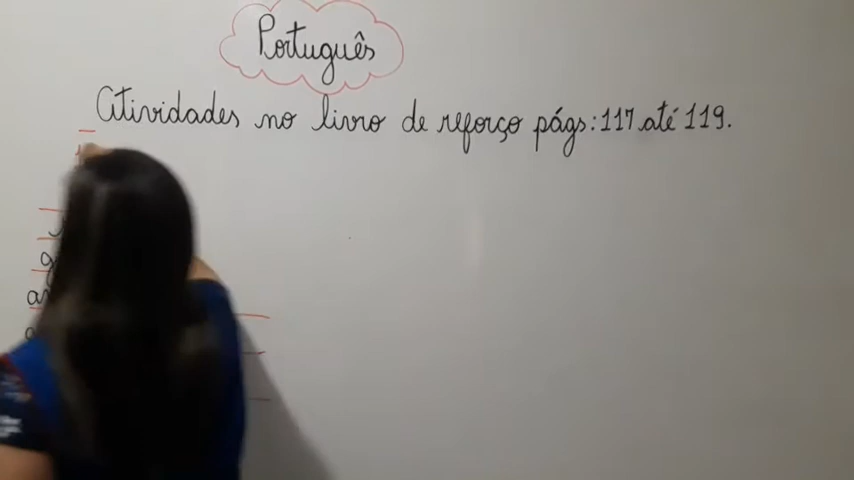 Português
Atividades no livro de reforço págs: 117 até 119.